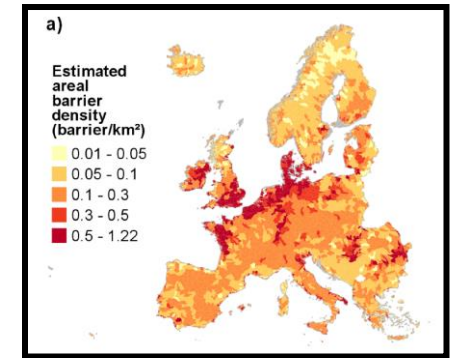 a)
Estimated
areal
barrier
density
(barrier/km²)
0.01 - 0.05
0.05 - 0.1
0.1 - 0.3
0.3 - 0.5
0.5 - 1.22